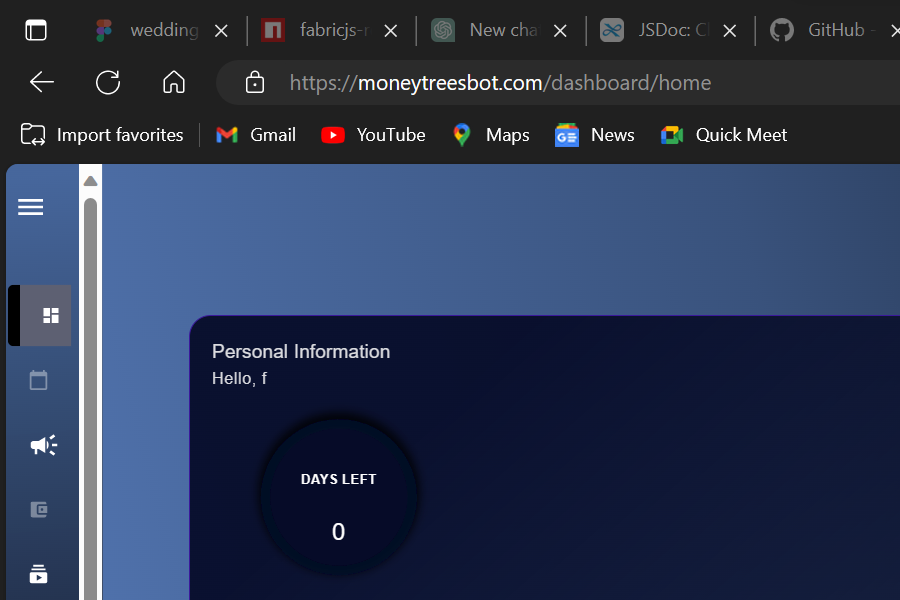 wedding
fabricjs-r
New cha
JSDoc: Cl
GitHub -
https://moneytreesbot.com/dashboard/home
Import favorites Gmail YouTube Maps News Quick Meet
Personal Information
Hello, f
DAYS LEFT
0